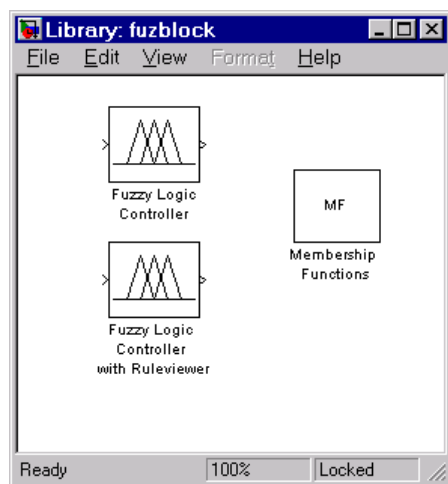 Library: fuzblock
File Edit View Format Help
Fuzzy Logic
Controller
MF
Membership
Functions
Fuzzy Logic
Controller
with Ruleviewer
Ready 100% Locked